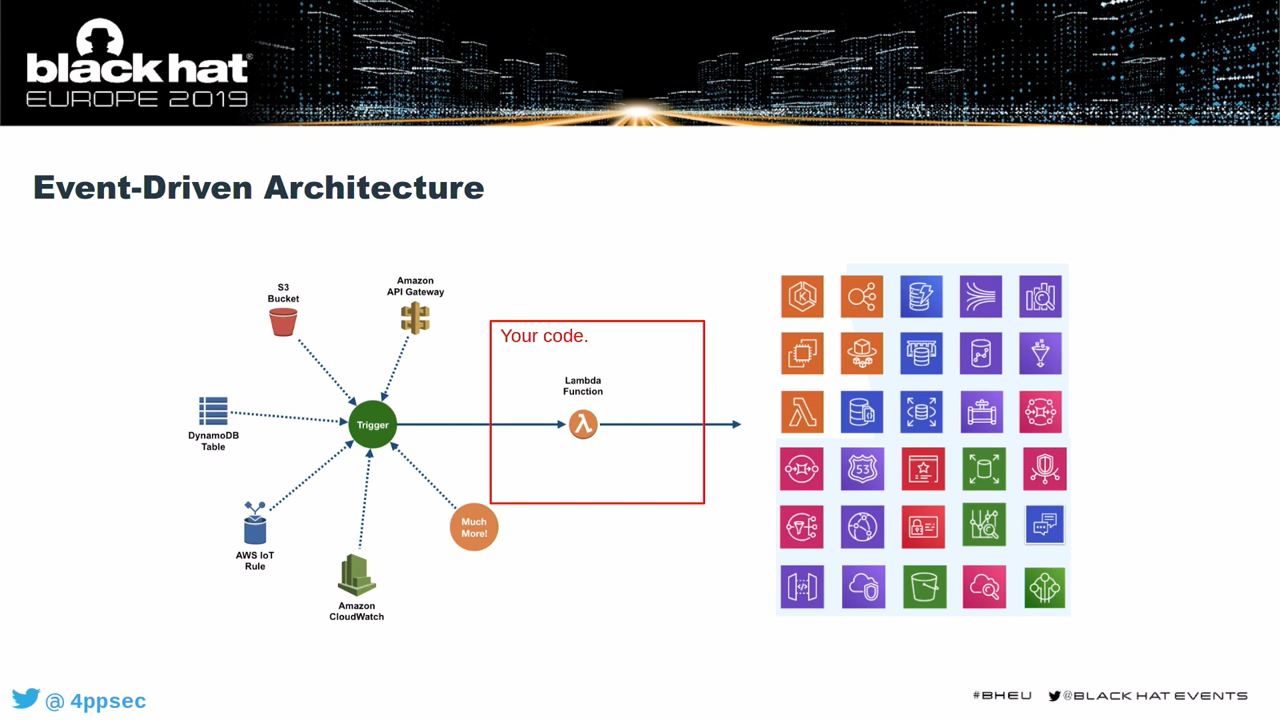 black hat®
EUROPE 2019
Event-Driven Architecture
S3
Bucket
Amazon
API Gateway
Your code.
Lambda
Function
DynamoDB
Table
Trigger
Much
More!
AWS IoT
Rule
Amazon
CloudWatch
K
53
@ 4ppsec
#BHEU
@BLACK HAT EVENTS